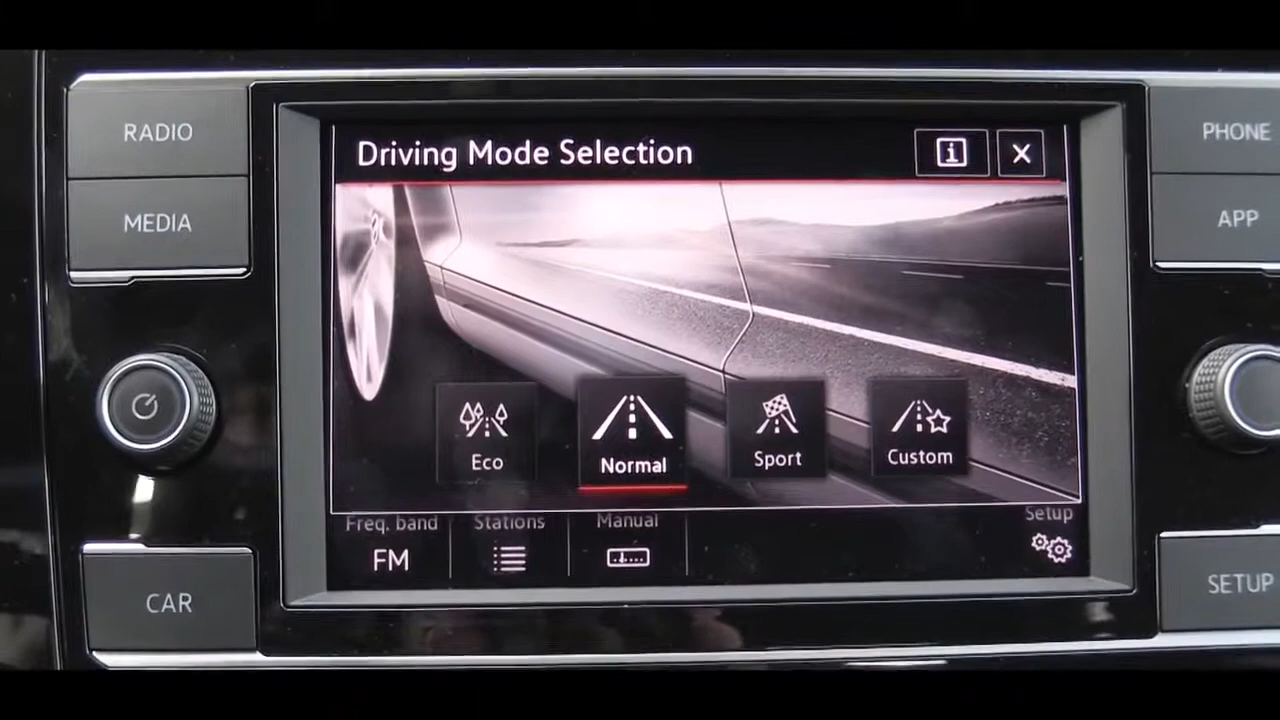 RADIO
MEDIA
CAR
Driving Mode Selection
i
X
Eco
Normal
Sport
Custom
Freq. band
Stations
Manual
Setup
FM
PHONE
APP
SETUP